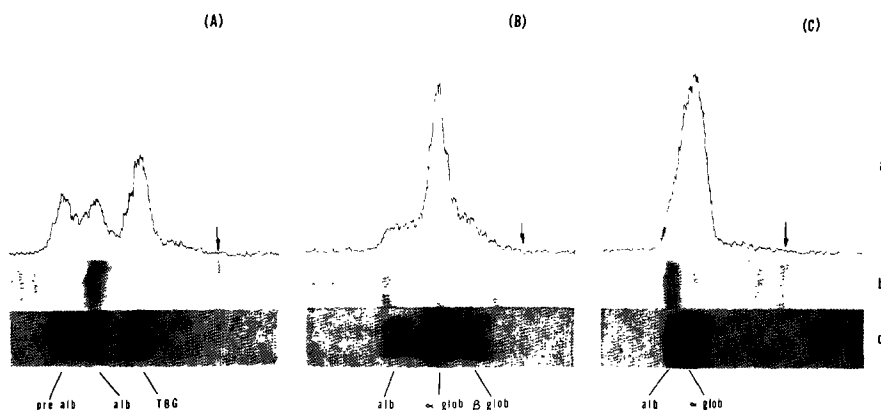 (A) (B) (C)
a
b
c
pre alb alb TBG alb α glob β glob alb α glob